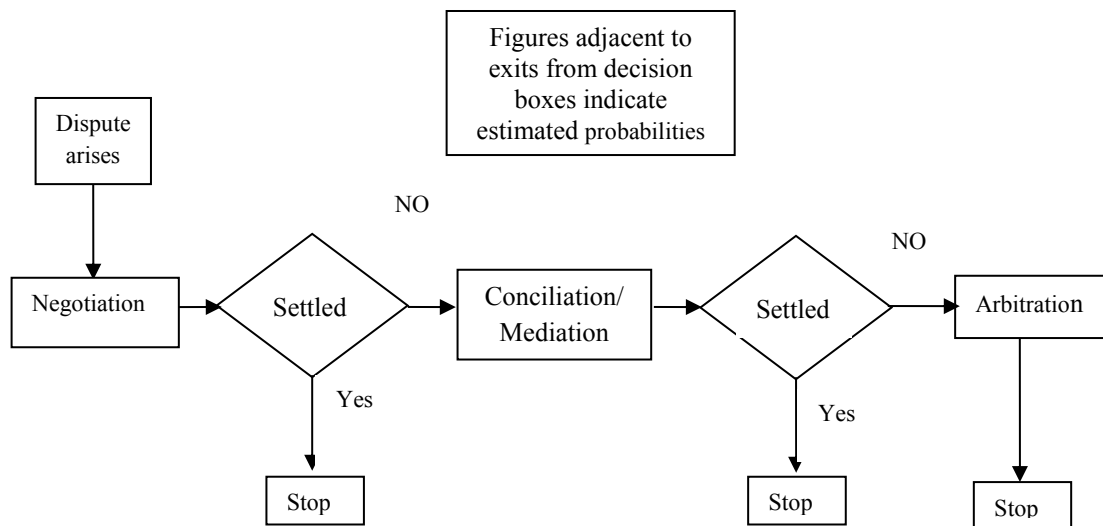 Figures adjacent to
exits from decision
boxes indicate
estimated probabilities
Dispute
arises
NO
NO
Negotiation
Settled
Conciliation/
Mediation
Settled
Arbitration
Yes
Yes
Stop
Stop
Stop